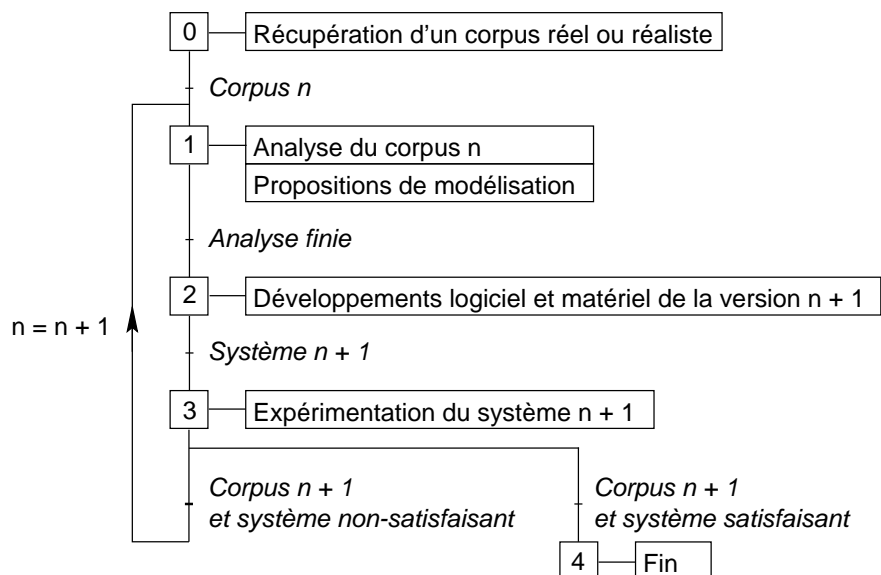 0
Récupération d'un corpus réel ou réaliste
Corpus n
1
Analyse du corpus n
Propositions de modélisation
Analyse finie
2
Développements logiciel et matériel de la version n + 1
n = n + 1
Système n + 1
3
Expérimentation du système n + 1
Corpus n + 1
et système non-satisfaisant
Corpus n + 1
et système satisfaisant
4
Fin